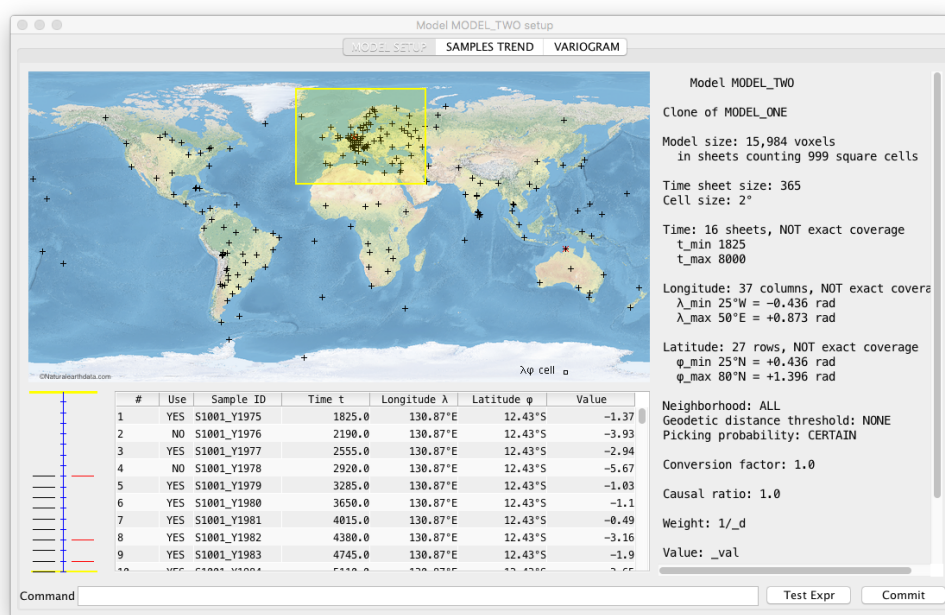 Model MODEL_TWO setup
MODEL SETUP SAMPLES TREND VARIOGRAM
©Naturalearthdata.com
λφ cell
Model MODEL_TWO
Clone of MODEL_ONE
Model size: 15,984 voxels
in sheets counting 999 square cells
Time sheet size: 365
Cell size: 2°
Time: 16 sheets, NOT exact coverage
t_min 1825
t_max 8000
Longitude: 37 columns, NOT exact covera
λ_min 25°W = −0.436 rad
λ_max 50°E = +0.873 rad
Latitude: 27 rows, NOT exact coverage
φ_min 25°N = +0.436 rad
φ_max 80°N = +1.396 rad
Neighborhood: ALL
Geodetic distance threshold: NONE
Picking probability: CERTAIN
Conversion factor: 1.0
Causal ratio: 1.0
Weight: 1/_d
Value: _val
# Use Sample ID Time t Longitude λ Latitude φ Value
1 YES S1001_Y1975 1825.0 130.87°E 12.43°S −1.37
2 NO S1001_Y1976 2190.0 130.87°E 12.43°S −3.93
3 YES S1001_Y1977 2555.0 130.87°E 12.43°S −2.94
4 NO S1001_Y1978 2920.0 130.87°E 12.43°S −5.67
5 YES S1001_Y1979 3285.0 130.87°E 12.43°S −1.03
6 YES S1001_Y1980 3650.0 130.87°E 12.43°S −1.1
7 YES S1001_Y1981 4015.0 130.87°E 12.43°S −0.49
8 YES S1001_Y1982 4380.0 130.87°E 12.43°S −3.16
9 YES S1001_Y1983 4745.0 130.87°E 12.43°S −1.9
Command Test Expr Commit